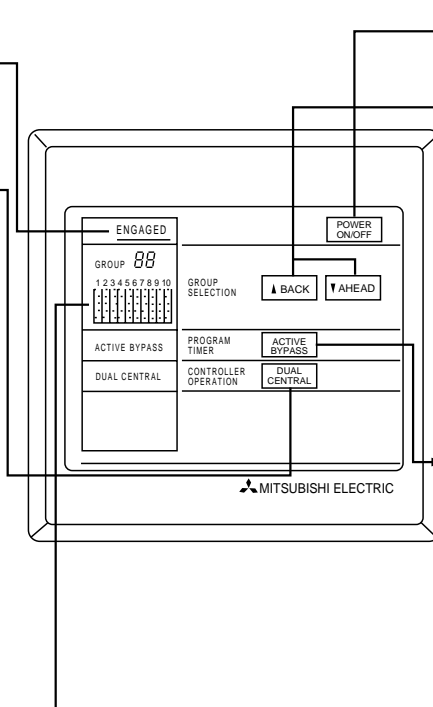 ENGAGED
POWER
ON/OFF
GROUP 88
1 2 3 4 5 6 7 8 9 10
GROUP
SELECTION
BACK
AHEAD
ACTIVE BYPASS
PROGRAM
TIMER
ACTIVE
BYPASS
DUAL CENTRAL
CONTROLLER
OPERATION
DUAL
CENTRAL
MITSUBISHI ELECTRIC